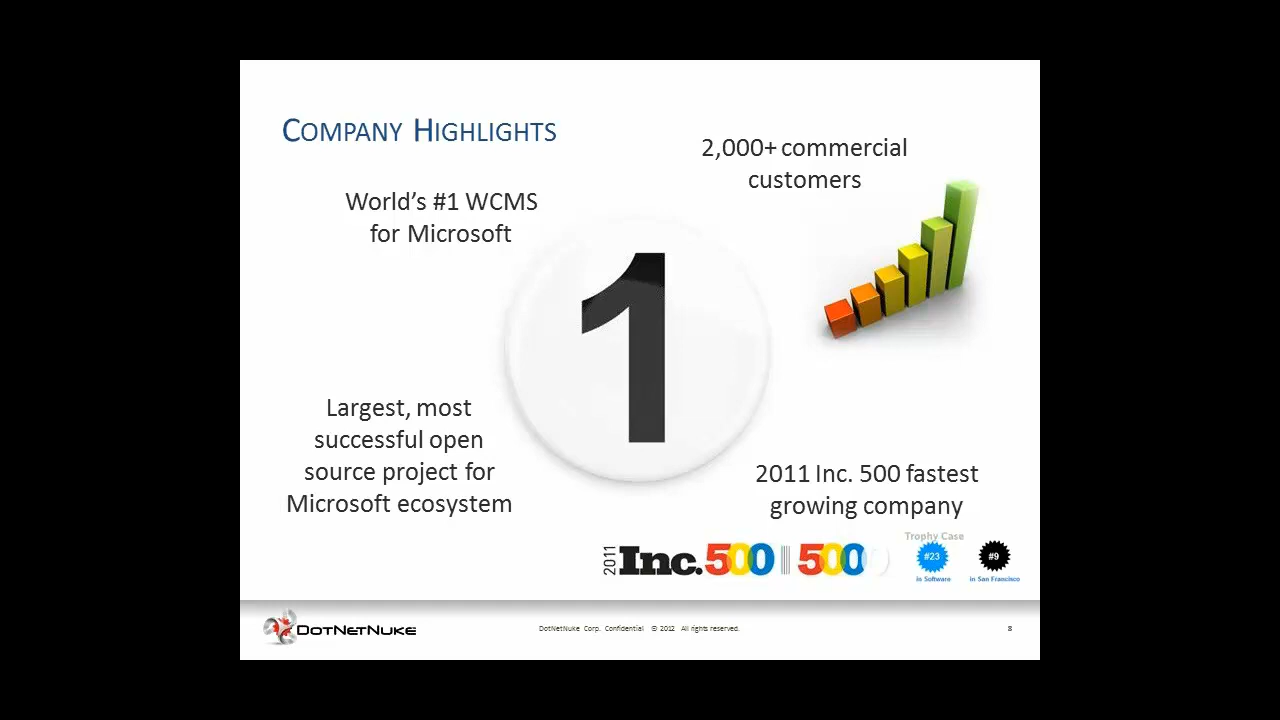 COMPANY HIGHLIGHTS
2,000+ commercial
customers
World's #1 WCMS
for Microsoft
1
Largest, most
successful open
source project for
Microsoft ecosystem
2011 Inc. 500 fastest
growing company
2011 Inc. 500 5000
Trophy Case
#23
in Software
#9
in San Francisco
DOTNETNUKE
DotNetNuke Corp. Confidential © 2012 All rights reserved.
8